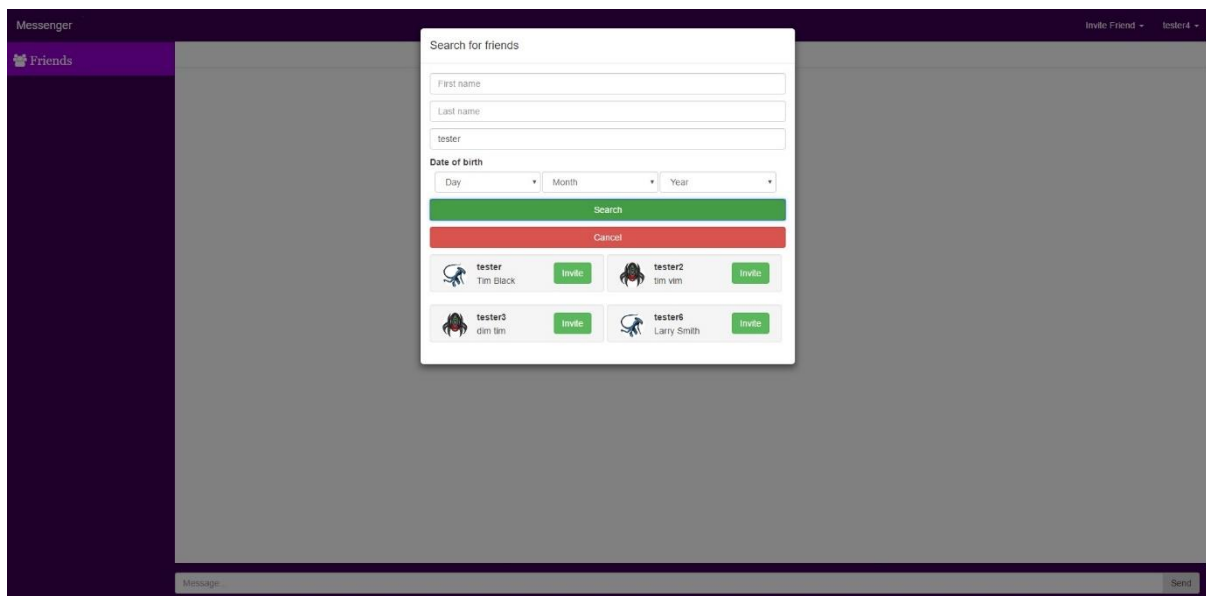 Messenger
Invite Friend
tester4
Friends
Search for friends
First name
Last name
tester
Date of birth
Day Month Year
Search
Cancel
tester
Tim Black
Invite
tester2
tim vim
Invite
tester3
dim tim
Invite
tester6
Larry Smith
Invite
Message...
Send